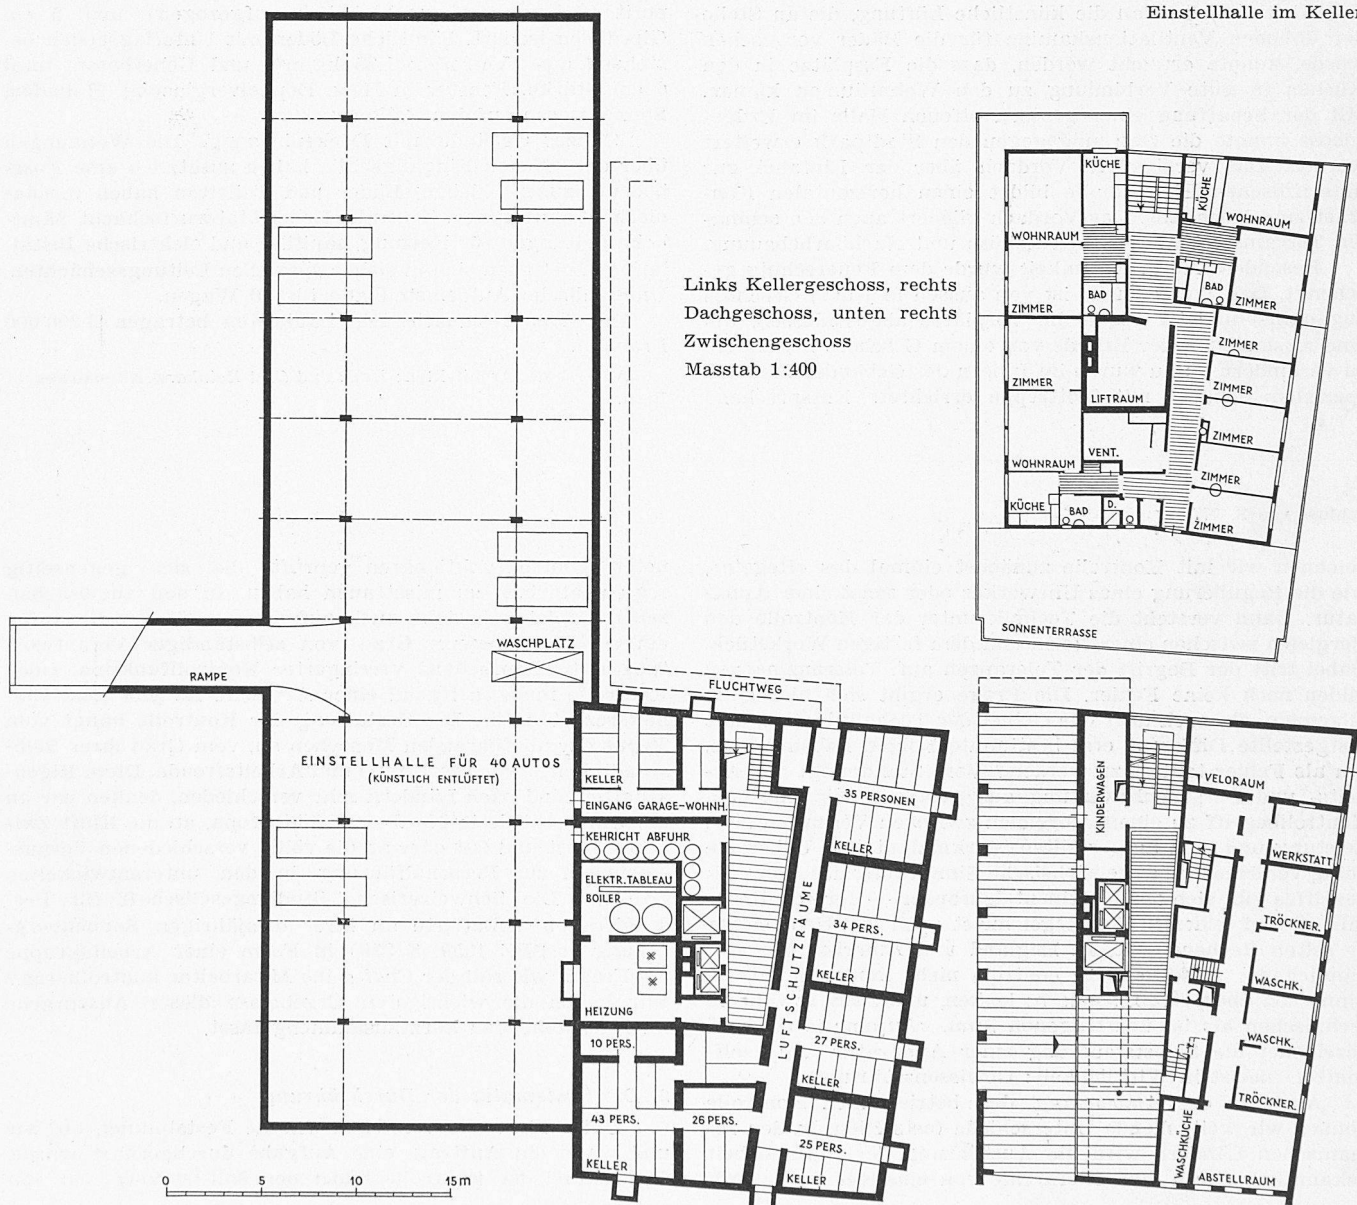 Einstellhalle im Keller
Links Kellergeschoss, rechts
Dachgeschoss, unten rechts
Zwischengeschoss
Masstab 1:400
WASCHPLATZ
RAMPE
EINSTELLHALLE FÜR 40 AUTOS
(KÜNSTLICH ENTLÜFTET)
FLUCHTWEG
KELLER
EINGANG GARAGE-WOHNH.
KEHRICHT ABFUHR
ELEKTR. TABLEAU
BOILER
HEIZUNG
10 PERS.
43 PERS.
KELLER
26 PERS.
LUFTSCHUTZRÄUME
35 PERSONEN
KELLER
34 PERS.
KELLER
27 PERS.
KELLER
25 PERS.
KELLER
0 5 10 15 m
KÜCHE
KÜCHE
WOHNRAUM
WOHNRAUM
BAD
BAD
ZIMMER
ZIMMER
ZIMMER
ZIMMER
ZIMMER
LIFTRAUM
ZIMMER
VENT.
WOHNRAUM
ZIMMER
KÜCHE
BAD
D.
ZIMMER
SONNENTERRASSE
KINDERWAGEN
VELORAUM
WERKSTATT
TRÖCKNER.
WASCHK.
WASCHK.
TRÖCKNER.
WASCHKÜCHE
ABSTELLRAUM